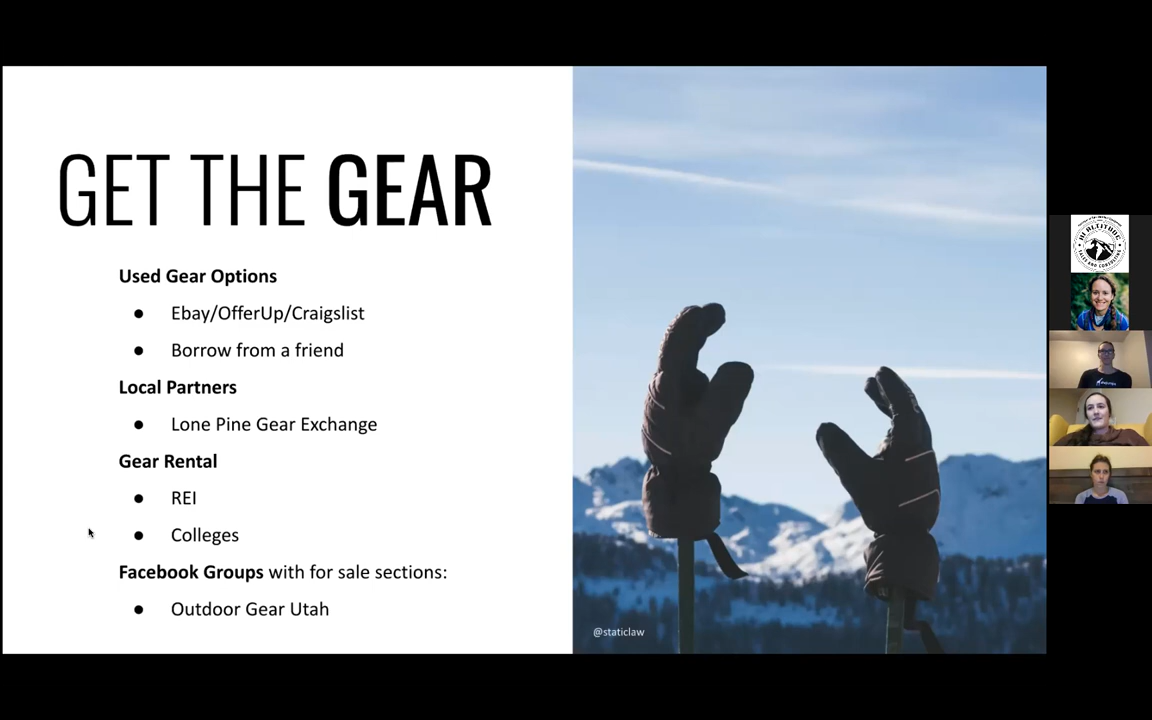 GET THE GEAR
Used Gear Options
● Ebay/OfferUp/Craigslist
● Borrow from a friend
Local Partners
● Lone Pine Gear Exchange
Gear Rental
● REI
● Colleges
Facebook Groups with for sale sections:
● Outdoor Gear Utah
@staticlaw
ALTITUDE